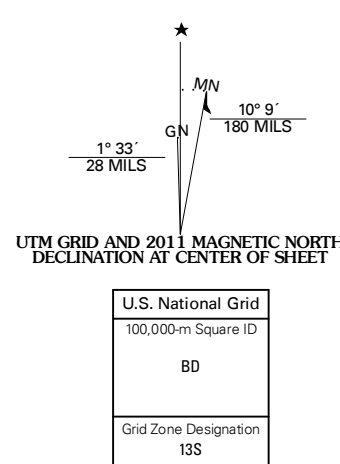 ★
MN
GN
10° 9´
180 MILS
1° 33´
28 MILS
UTM GRID AND 2011 MAGNETIC NORTH
DECLINATION AT CENTER OF SHEET
U.S. National Grid
100,000-m Square ID
BD
Grid Zone Designation
13S